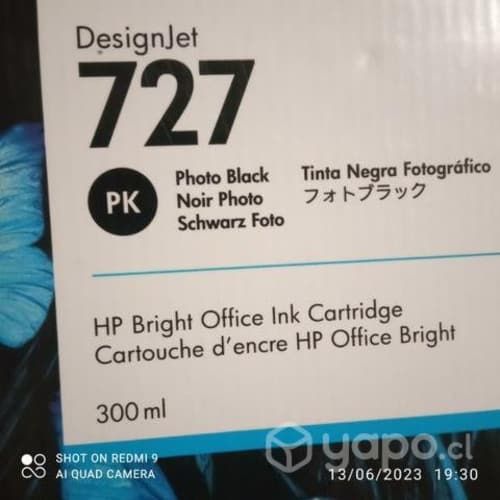 DesignJet
727
PK
Photo Black
Noir Photo
Schwarz Foto
Tinta Negra Fotográfico
フォトブラック
HP Bright Office Ink Cartridge
Cartouche d'encre HP Office Bright
300 ml
SHOT ON REDMI 9
AI QUAD CAMERA
yapo.cl
13/06/2023 19:30